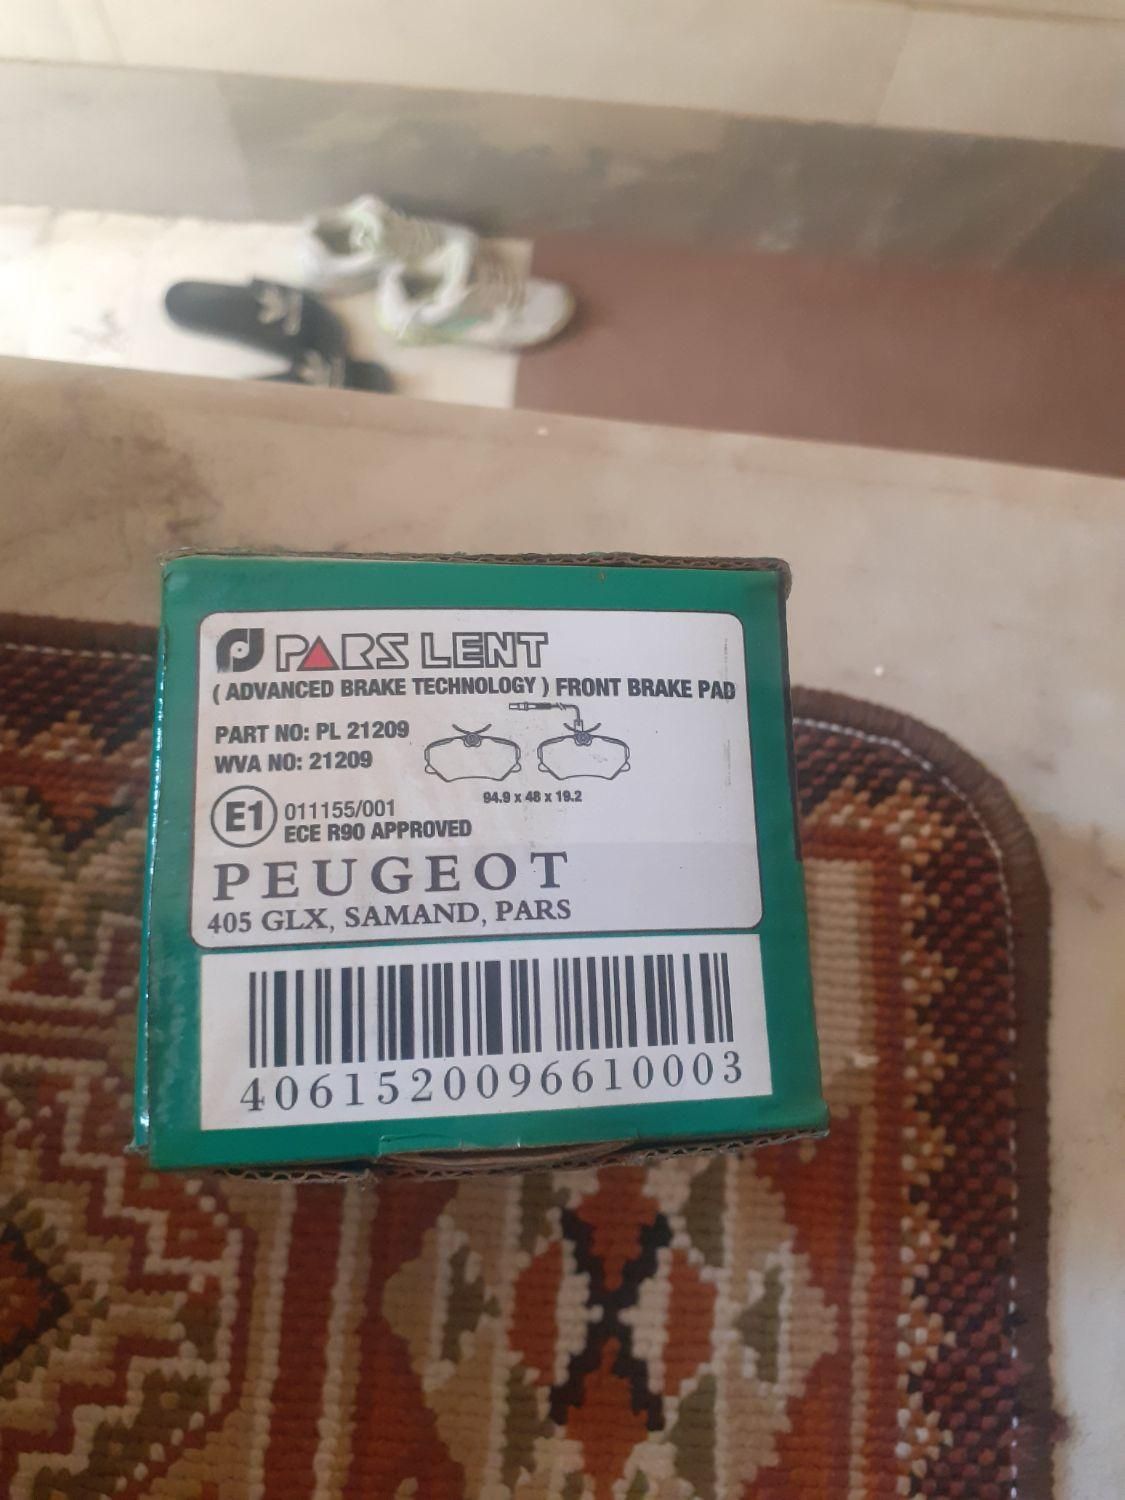 PARS LENT
( ADVANCED BRAKE TECHNOLOGY ) FRONT BRAKE PAD
PART NO: PL 21209
WVA NO: 21209
94.9 x 48 x 19.2
E1 011155/001
ECE R90 APPROVED
PEUGEOT
405 GLX, SAMAND, PARS
4061520096610003